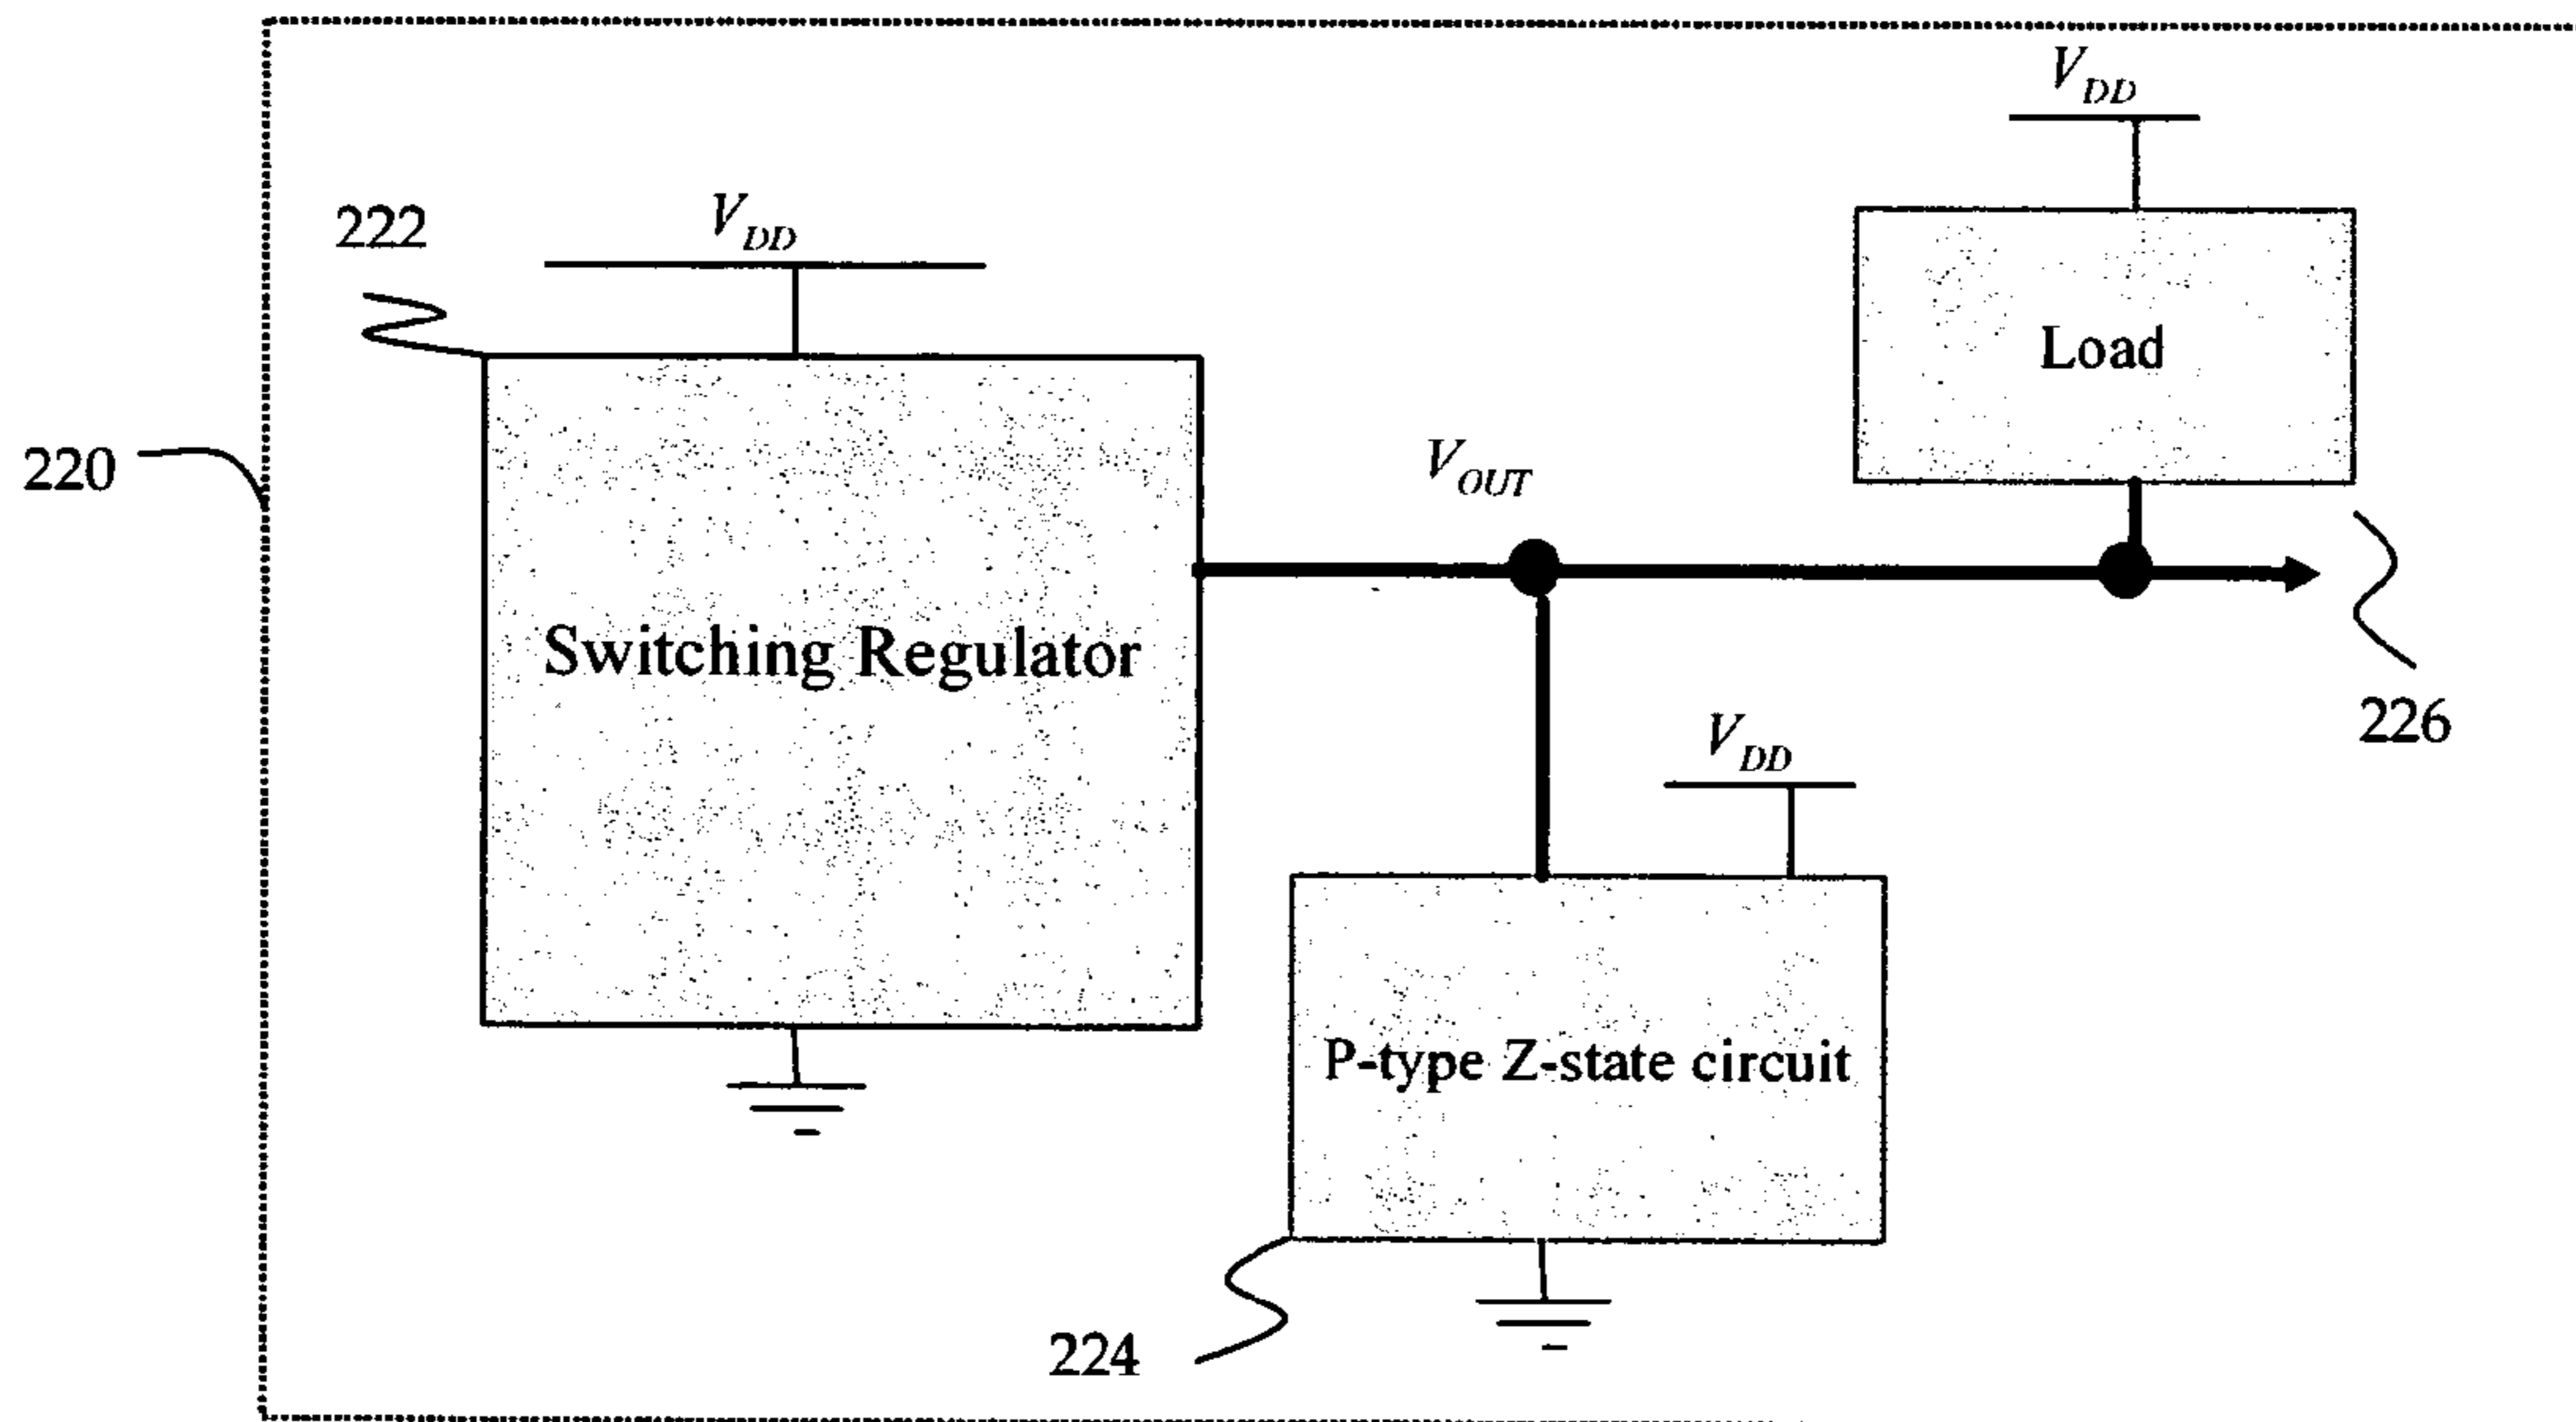 V_DD
222
V_DD
Load
220
V_OUT
Switching Regulator
226
V_DD
P-type Z-state circuit
224